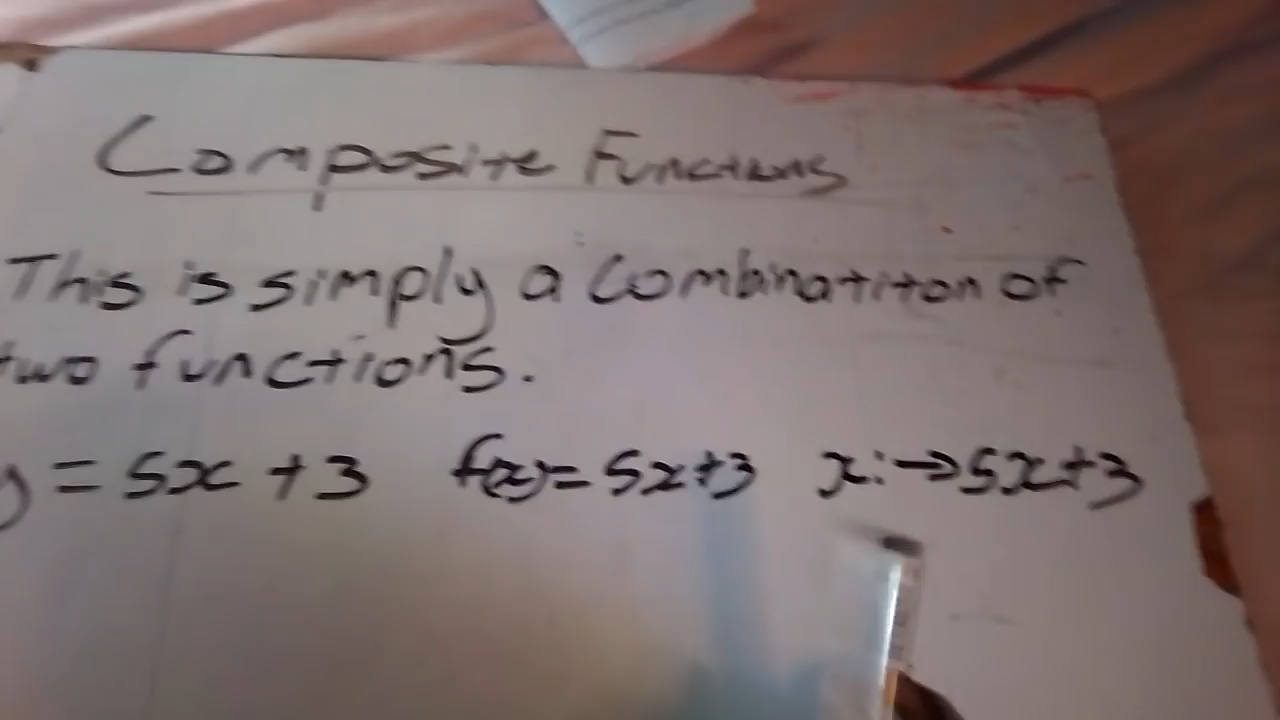 Composite Functions
This is simply a Combinatiton of
two functions.
y = 5x + 3 f(x) = 5x+3 x:→5x+3